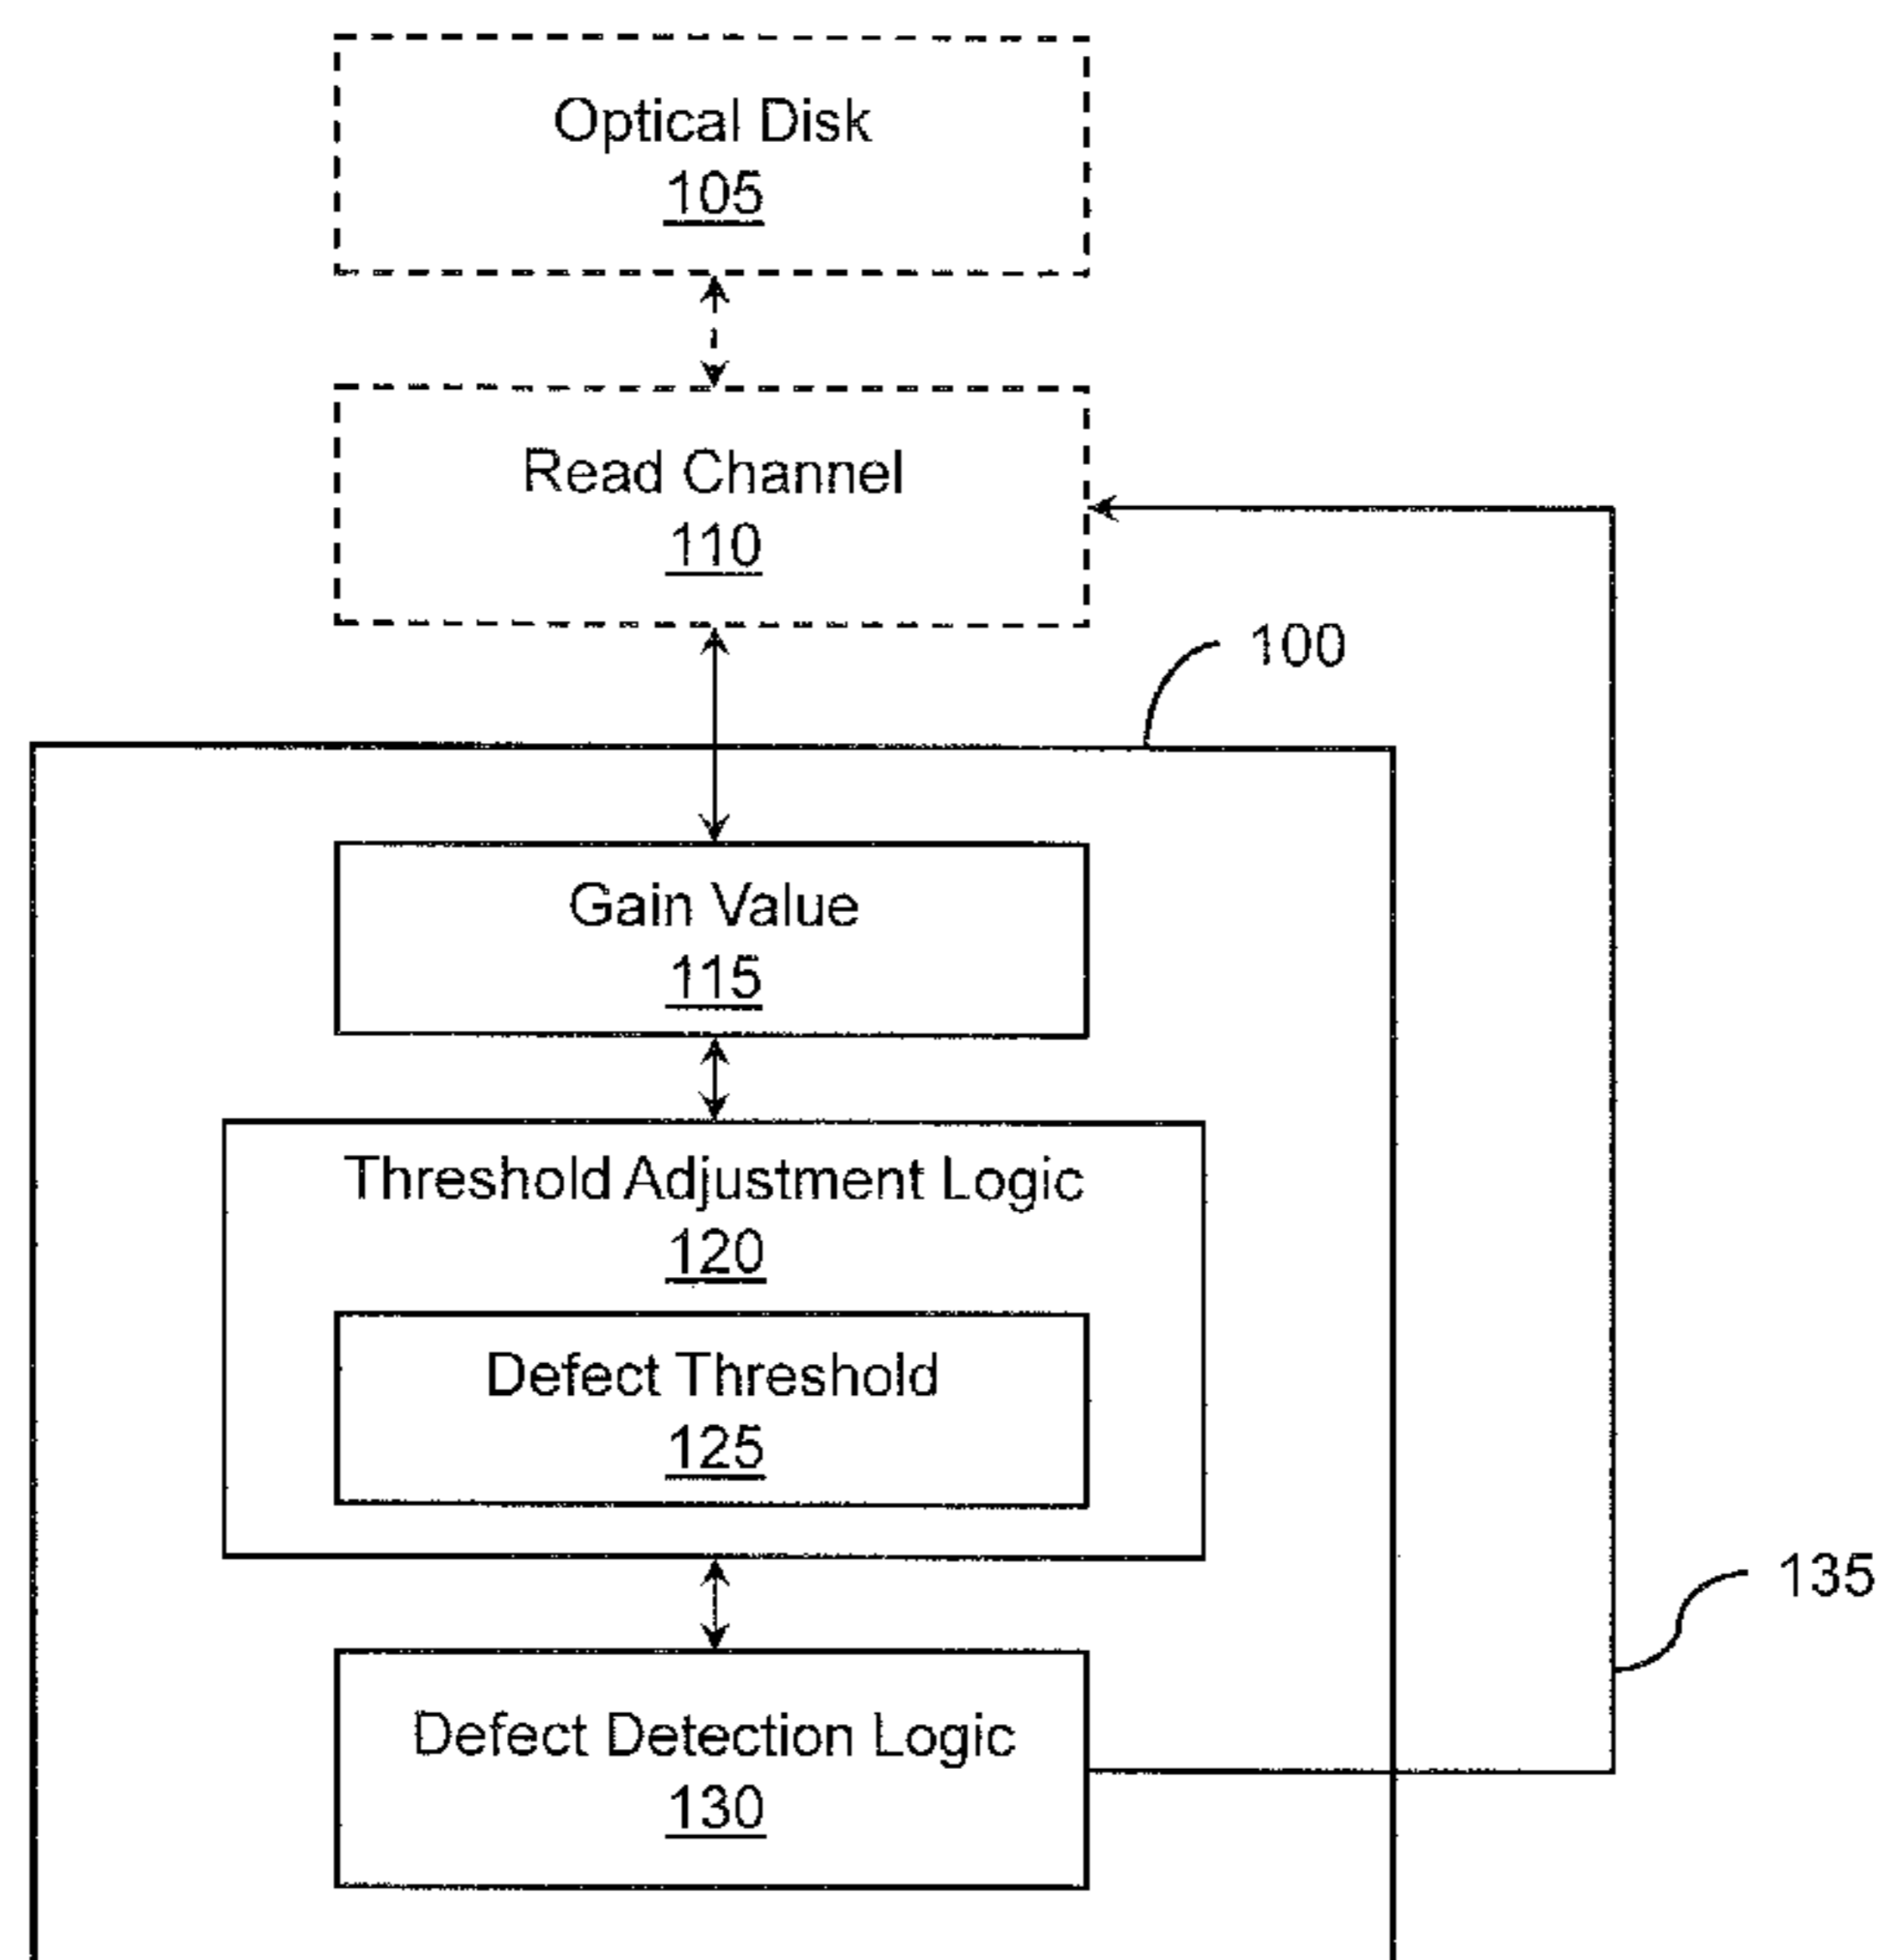 Optical Disk
105
Read Channel
110
100
Gain Value
115
Threshold Adjustment Logic
120
Defect Threshold
125
135
Defect Detection Logic
130